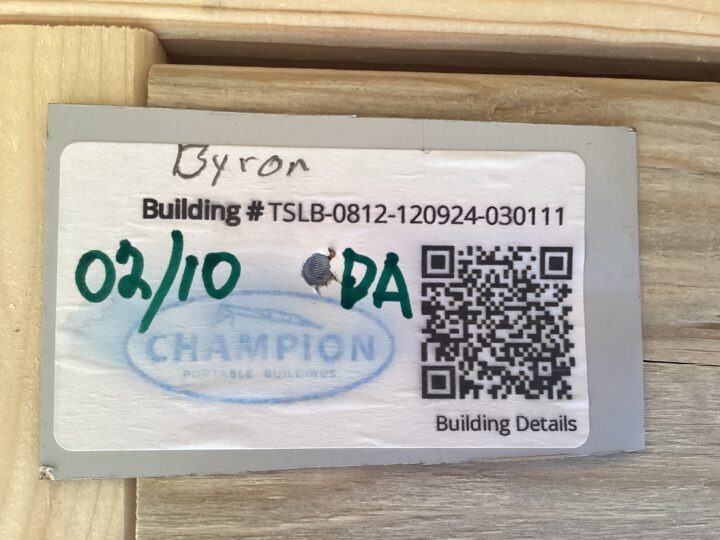 Byron
Building # TSLB-0812-120924-030111
02/10 DA
CHAMPION
PORTABLE BUILDINGS
Building Details